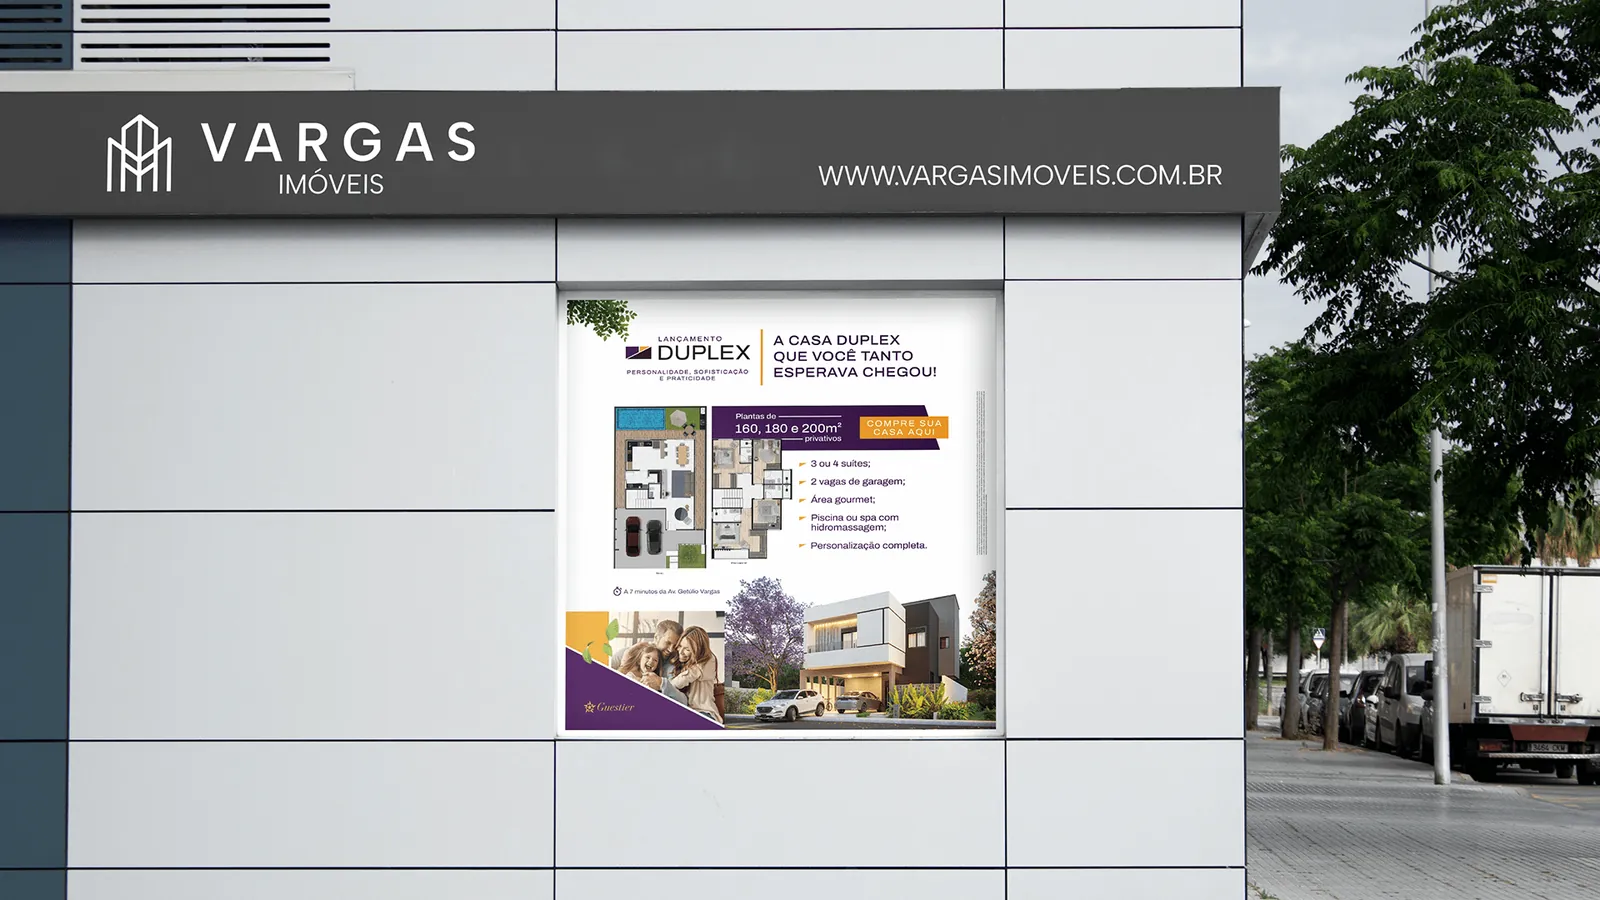 VARGAS
IMÓVEIS
WWW.VARGASIMOVEIS.COM.BR
LANÇAMENTO
DUPLEX
PERSONALIDADE, SOFISTICAÇÃO
E PRATICIDADE
A CASA DUPLEX
QUE VOCÊ TANTO
ESPERAVA CHEGOU!
Plantas de
160, 180 e 200m²
privativos
COMPRE SUA
CASA AQUI
3 ou 4 suítes;
2 vagas de garagem;
Área gourmet;
Piscina ou spa com
hidromassagem;
Personalização completa.
A 7 minutos da Av. Getúlio Vargas
Guestier